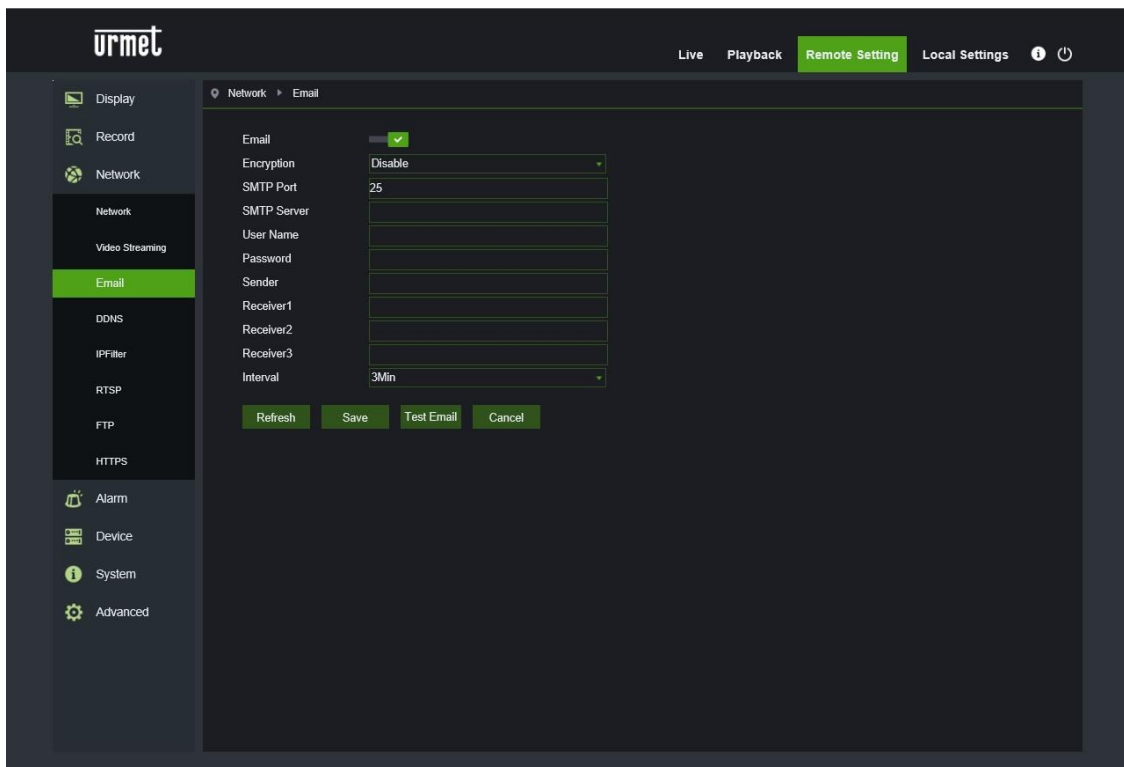 urmet
Live Playback Remote Setting Local Settings
Display
Record
Network
Network
Video Streaming
Email
DDNS
IPFilter
RTSP
FTP
HTTPS
Alarm
Device
System
Advanced
Network Email
Email
Encryption Disable
SMTP Port 25
SMTP Server
User Name
Password
Sender
Receiver1
Receiver2
Receiver3
Interval 3Min
Refresh Save Test Email Cancel